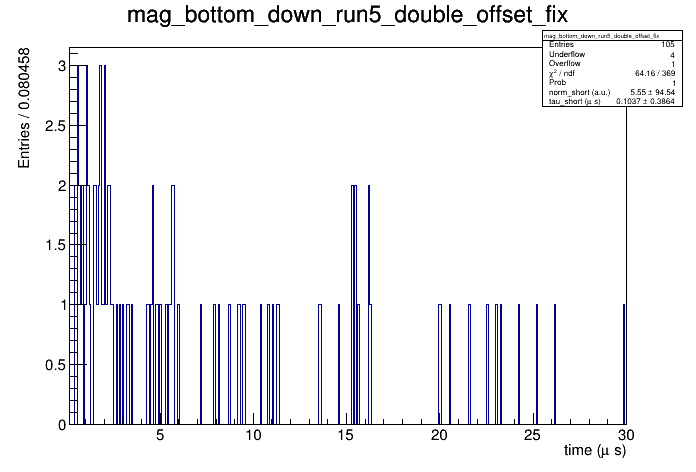 mag_bottom_down_run5_double_offset_fix
mag_bottom_down_run5_double_offset_fix
Entries 105
Underflow 4
Overflow 1
χ² / ndf 64.16 / 369
Prob 1
norm_short (a.u.) 5.55 ± 94.54
tau_short (μ s) 0.1037 ± 0.3864
Entries / 0.080458
3
2.5
2
1.5
1
0.5
0
5 10 15 20 25 30
time (μ s)